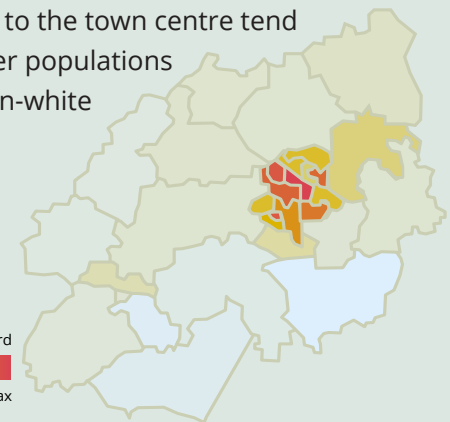 to the town centre tend
er populations
n-white
rd
ax